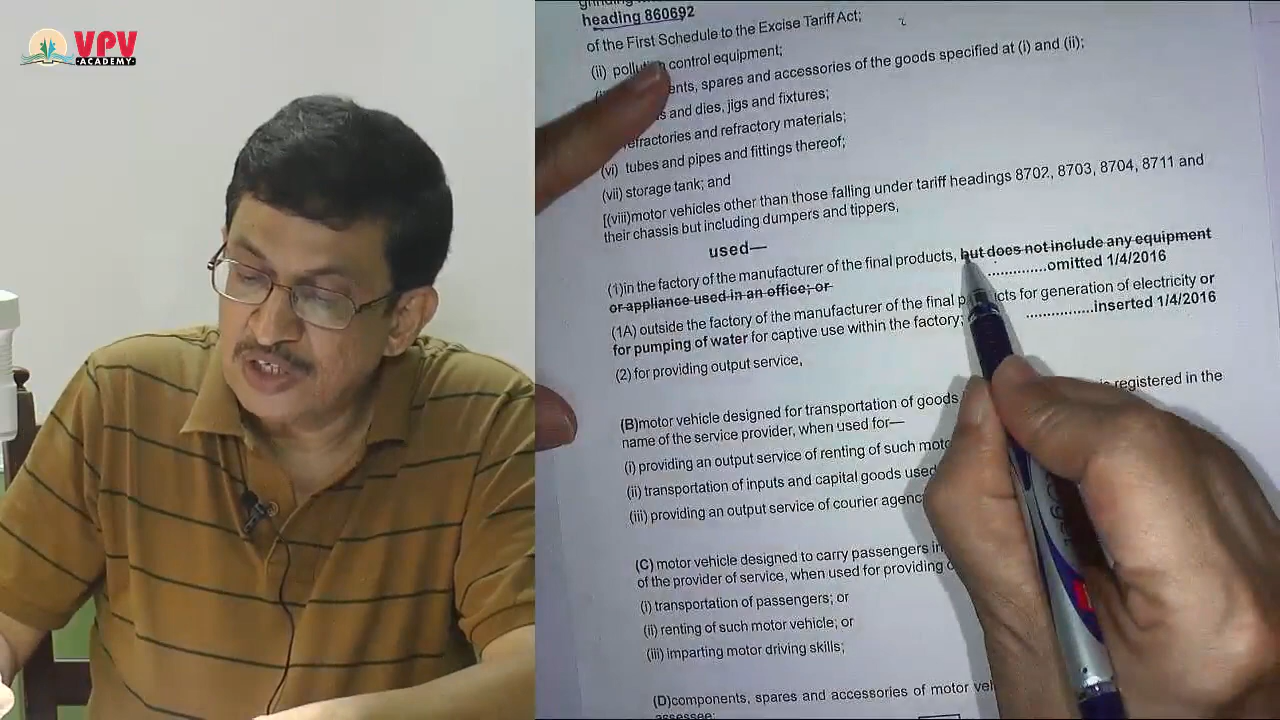 VPV
ACADEMY
heading 860692
of the First Schedule to the Excise Tariff Act;
(ii) control equipment;
spares and accessories of the goods specified at (i) and (ii);
and dies, jigs and fixtures;
refractories and refractory materials;
(vi) tubes and pipes and fittings thereof;
(vii) storage tank; and
[(viii)motor vehicles other than those falling under tariff headings 8702, 8703, 8704, 8711 and
their chassis but including dumpers and tippers,
used—
(1)in the factory of the manufacturer of the final products, but does not include any equipment
or appliance used in an office; or
................omitted 1/4/2016
(1A) outside the factory of the manufacturer of the final for generation of electricity or
for pumping of water for captive use within the factory;
................inserted 1/4/2016
(2) for providing output service,
(B)motor vehicle designed for transportation of goods registered in the
name of the service provider, when used for—
(i) providing an output service of renting of such
(ii) transportation of inputs and capital goods used
(iii) providing an output service of courier
(C) motor vehicle designed to carry passengers
of the provider of service, when used for providing
(i) transportation of passengers; or
(ii) renting of such motor vehicle; or
(iii) imparting motor driving skills;
(D)components, spares and accessories of motor
assessee;